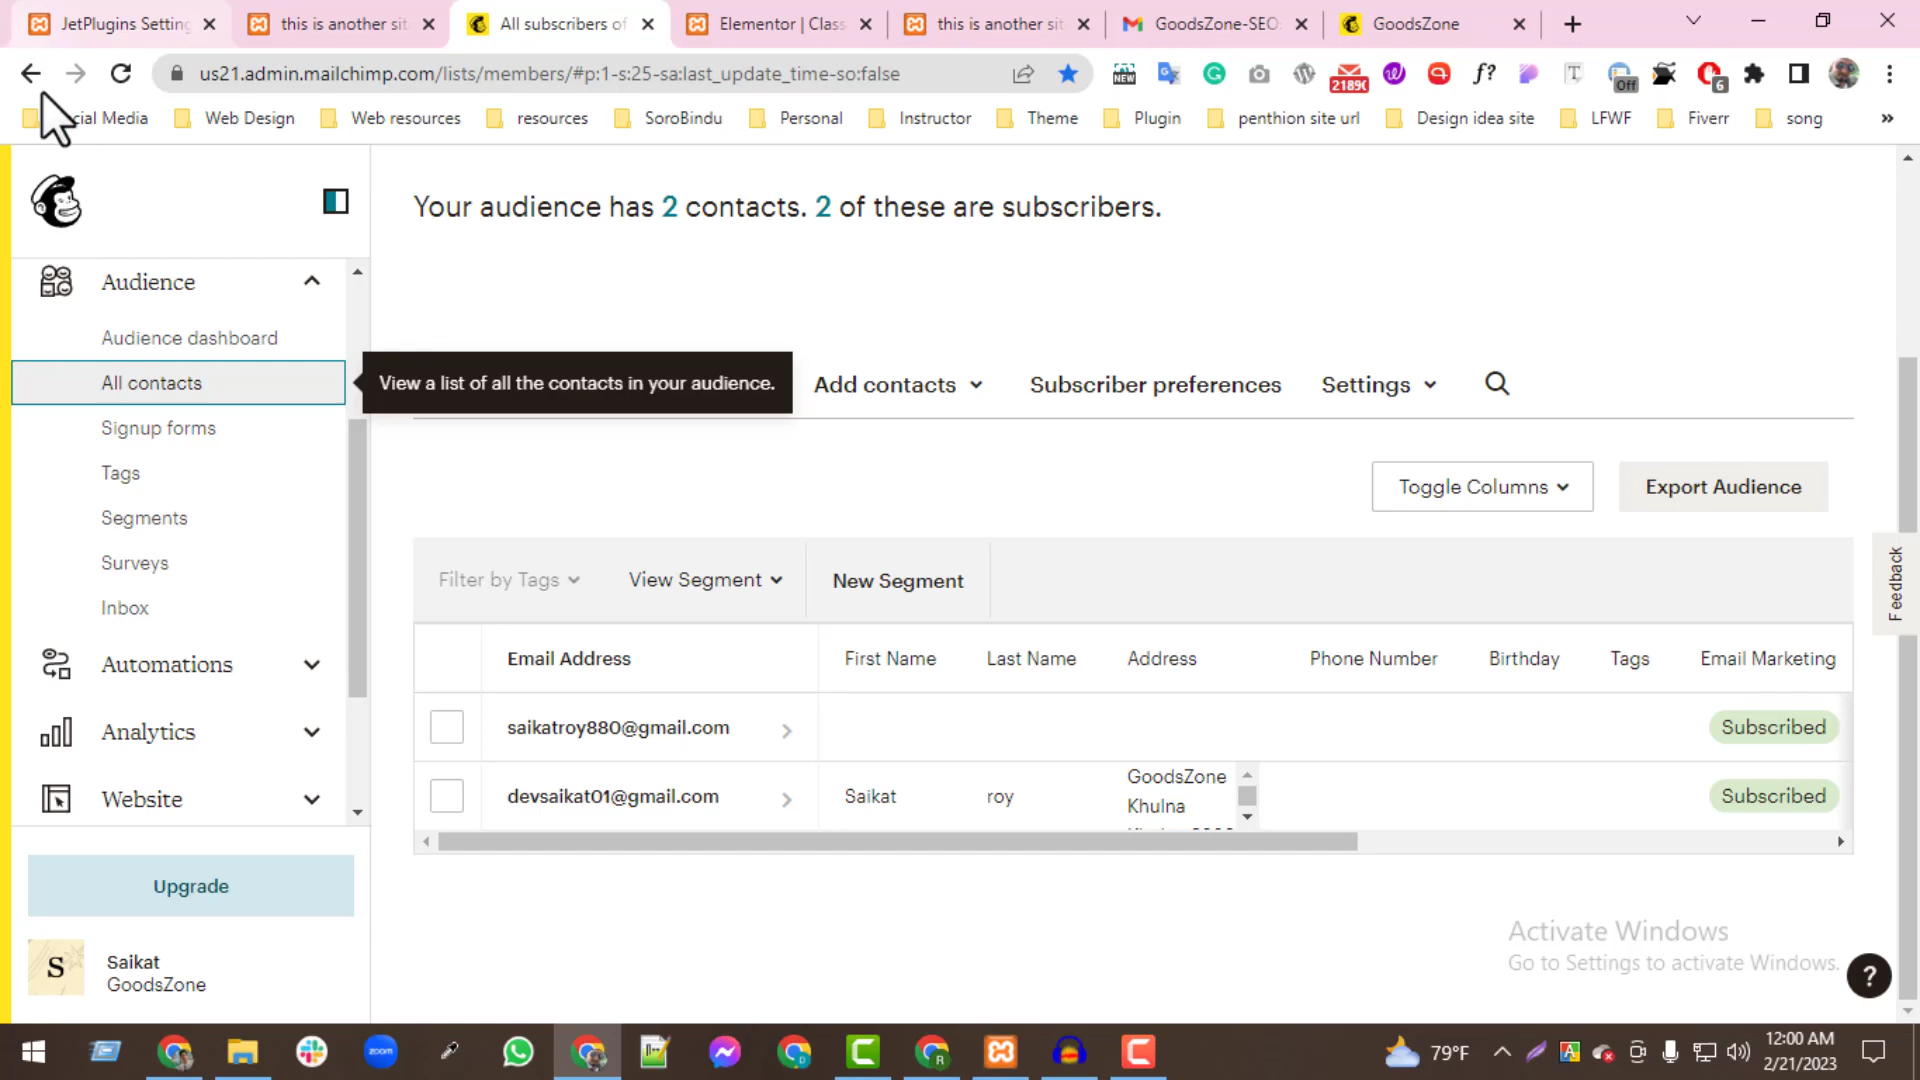 JetPlugins Setting
this is another sit
All subscribers of
Elementor | Class
this is another sit
GoodsZone-SEO:
GoodsZone
us21.admin.mailchimp.com/lists/members/#p:1-s:25-sa:last_update_time-so:false
NEW
2189(
f?
T
Off
6
cial Media
Web Design
Web resources
resources
SoroBindu
Personal
Instructor
Theme
Plugin
penthion site url
Design idea site
LFWF
Fiverr
song
»
Your audience has 2 contacts. 2 of these are subscribers.
Audience
Audience dashboard
All contacts
View a list of all the contacts in your audience.
Add contacts
Subscriber preferences
Settings
Signup forms
Tags
Segments
Surveys
Inbox
Automations
Analytics
Website
Toggle Columns
Export Audience
Feedback
Filter by Tags
View Segment
New Segment
Email Address
First Name
Last Name
Address
Phone Number
Birthday
Tags
Email Marketing
saikatroy880@gmail.com
Subscribed
devsaikat01@gmail.com
Saikat
roy
GoodsZone
Khulna
Subscribed
Upgrade
S
Saikat
GoodsZone
Activate Windows
Go to Settings to activate Windows.
?
zoom
79°F
12:00 AM
2/21/2023